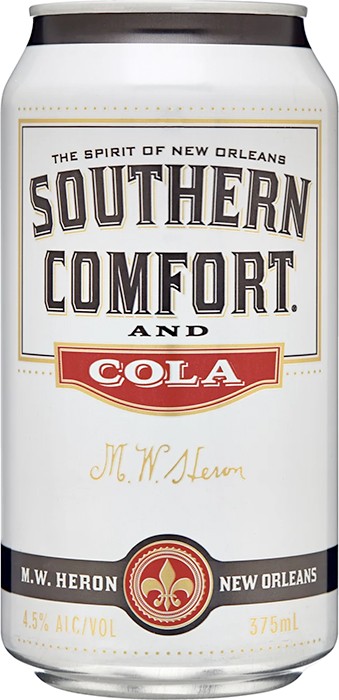 THE SPIRIT OF NEW ORLEANS
SOUTHERN
COMFORT.
AND
COLA
M.W. Heron
M.W. HERON NEW ORLEANS
4.5% ALC/VOL 375mL